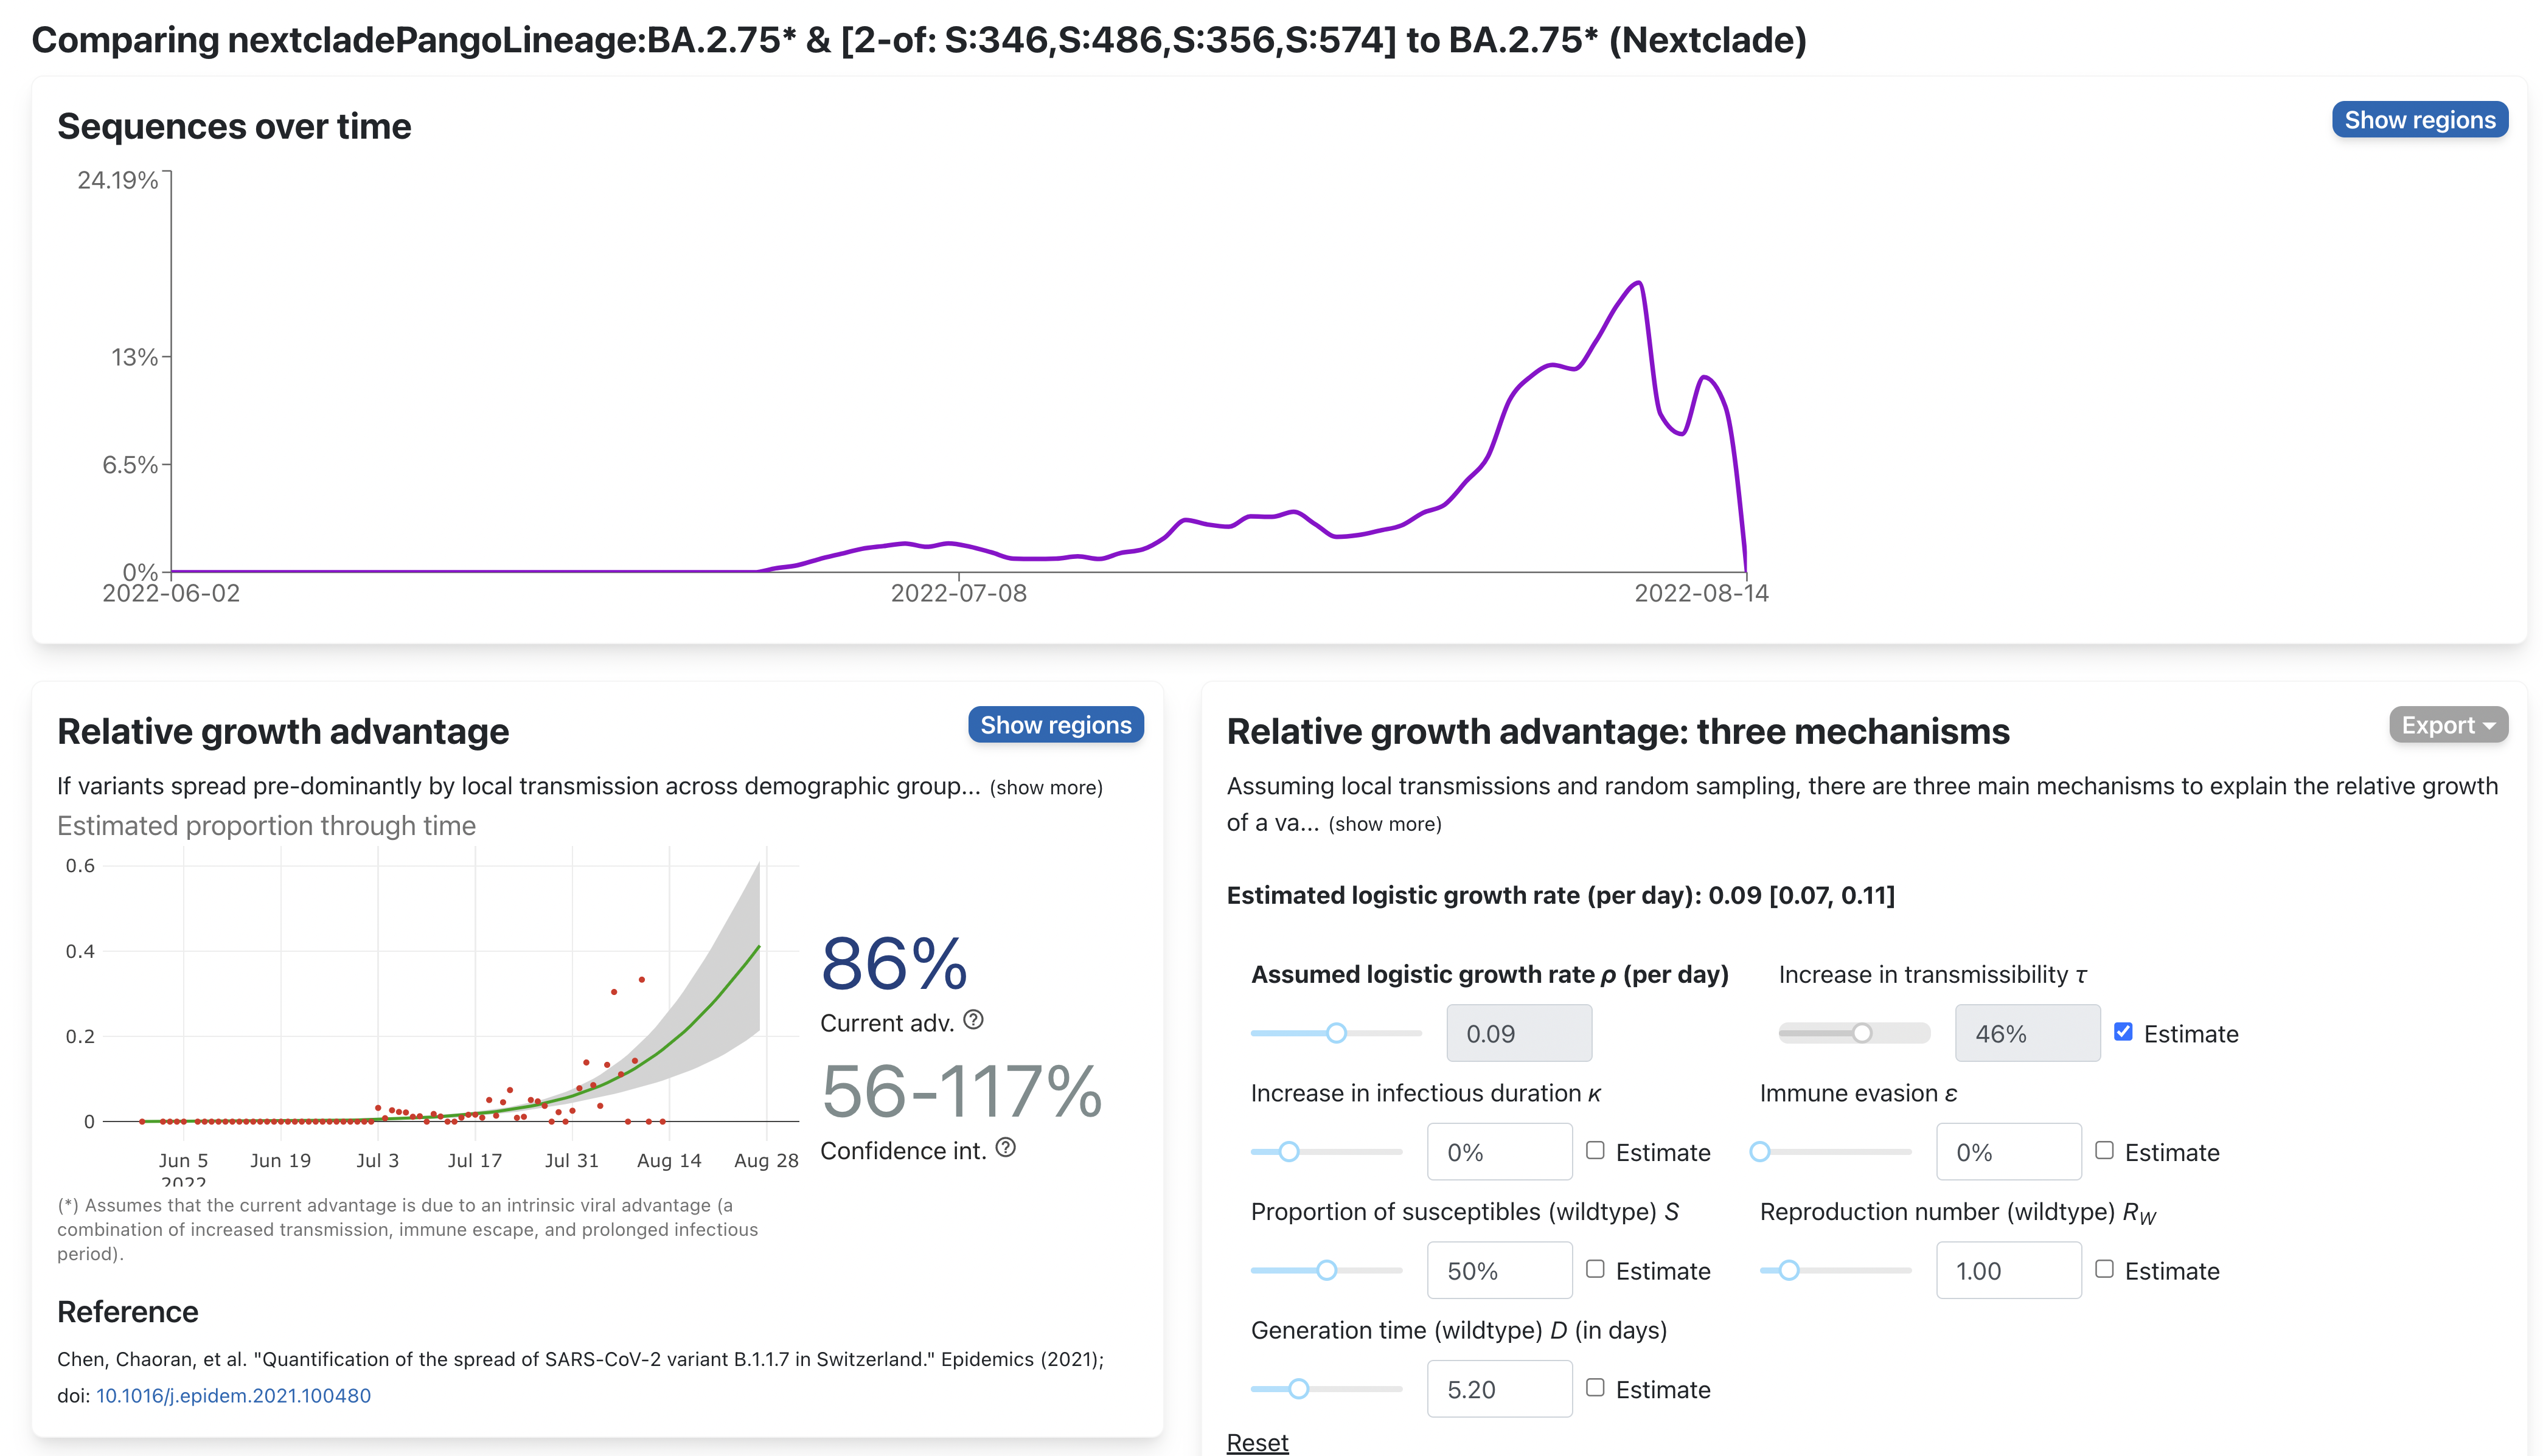 Comparing nextcladePangoLineage:BA.2.75* & [2-of: S:346,S:486,S:356,S:574] to BA.2.75* (Nextclade)
Sequences over time
Show regions
24.19%
13%
6.5%
0%
2022-06-02
2022-07-08
2022-08-14
Relative growth advantage
Show regions
If variants spread pre-dominantly by local transmission across demographic group... (show more)
Estimated proportion through time
0.6
0.4
0.2
0
Jun 5
2022
Jun 19
Jul 3
Jul 17
Jul 31
Aug 14
Aug 28
86%
Current adv. ?
56-117%
Confidence int. ?
(*) Assumes that the current advantage is due to an intrinsic viral advantage (a
combination of increased transmission, immune escape, and prolonged infectious
period).
Reference
Chen, Chaoran, et al. "Quantification of the spread of SARS-CoV-2 variant B.1.1.7 in Switzerland." Epidemics (2021);
doi: 10.1016/j.epidem.2021.100480
Relative growth advantage: three mechanisms
Export
Assuming local transmissions and random sampling, there are three main mechanisms to explain the relative growth
of a va... (show more)
Estimated logistic growth rate (per day): 0.09 [0.07, 0.11]
Assumed logistic growth rate ρ (per day)
0.09
Increase in transmissibility τ
46%
Estimate
Increase in infectious duration κ
0%
Estimate
Immune evasion ε
0%
Estimate
Proportion of susceptibles (wildtype) S
50%
Estimate
Reproduction number (wildtype) RW
1.00
Estimate
Generation time (wildtype) D (in days)
5.20
Estimate
Reset